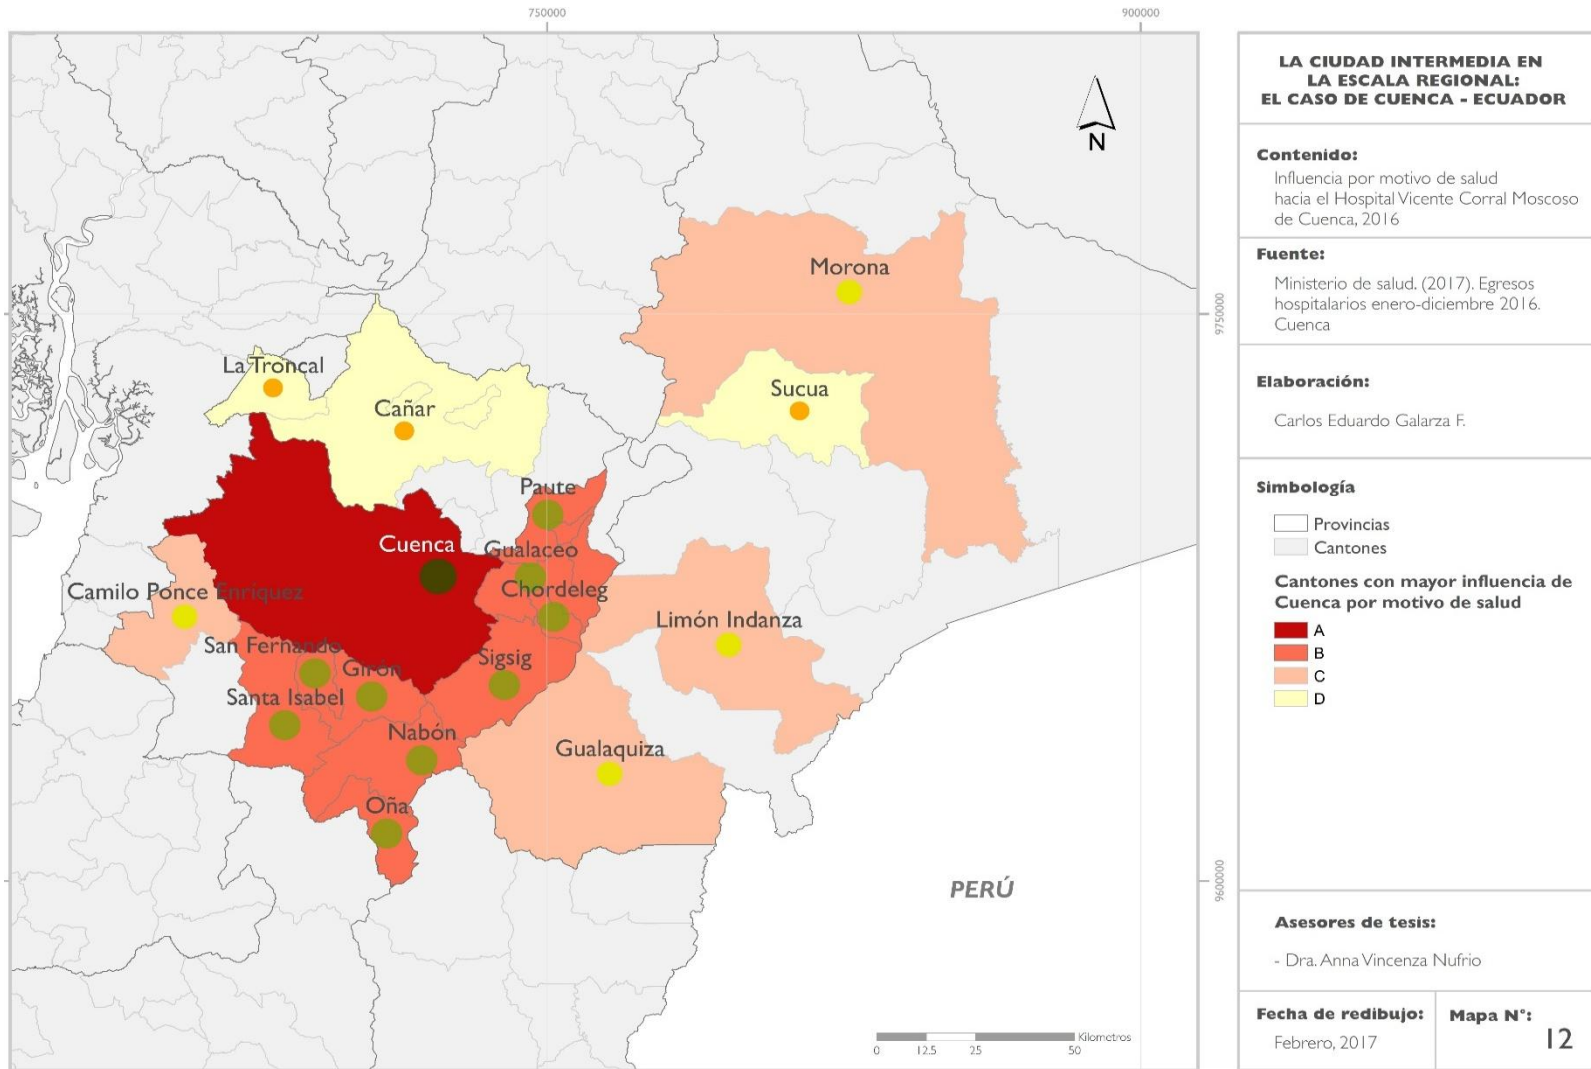 750000
900000
N
Morona
9750000
La Troncal
Sucua
Cañar
Paute
Cuenca
Gualaceo
Chordeleg
Camilo Ponce Enriquez
Limón Indanza
San Fernando
Girón
Sigsig
Santa Isabel
Nabón
Gualaquiza
Oña
9600000
PERÚ
Kilometros
0 12.5 25 50
LA CIUDAD INTERMEDIA EN
LA ESCALA REGIONAL:
EL CASO DE CUENCA - ECUADOR
Contenido:
Influencia por motivo de salud
hacia el Hospital Vicente Corral Moscoso
de Cuenca, 2016
Fuente:
Ministerio de salud. (2017). Egresos
hospitalarios enero-diciembre 2016.
Cuenca
Elaboración:
Carlos Eduardo Galarza F.
Simbología
Provincias
Cantones
Cantones con mayor influencia de
Cuenca por motivo de salud
A
B
C
D
Asesores de tesis:
- Dra. Anna Vincenza Nufrio
Fecha de redibujo:
Febrero, 2017
Mapa N°:
12